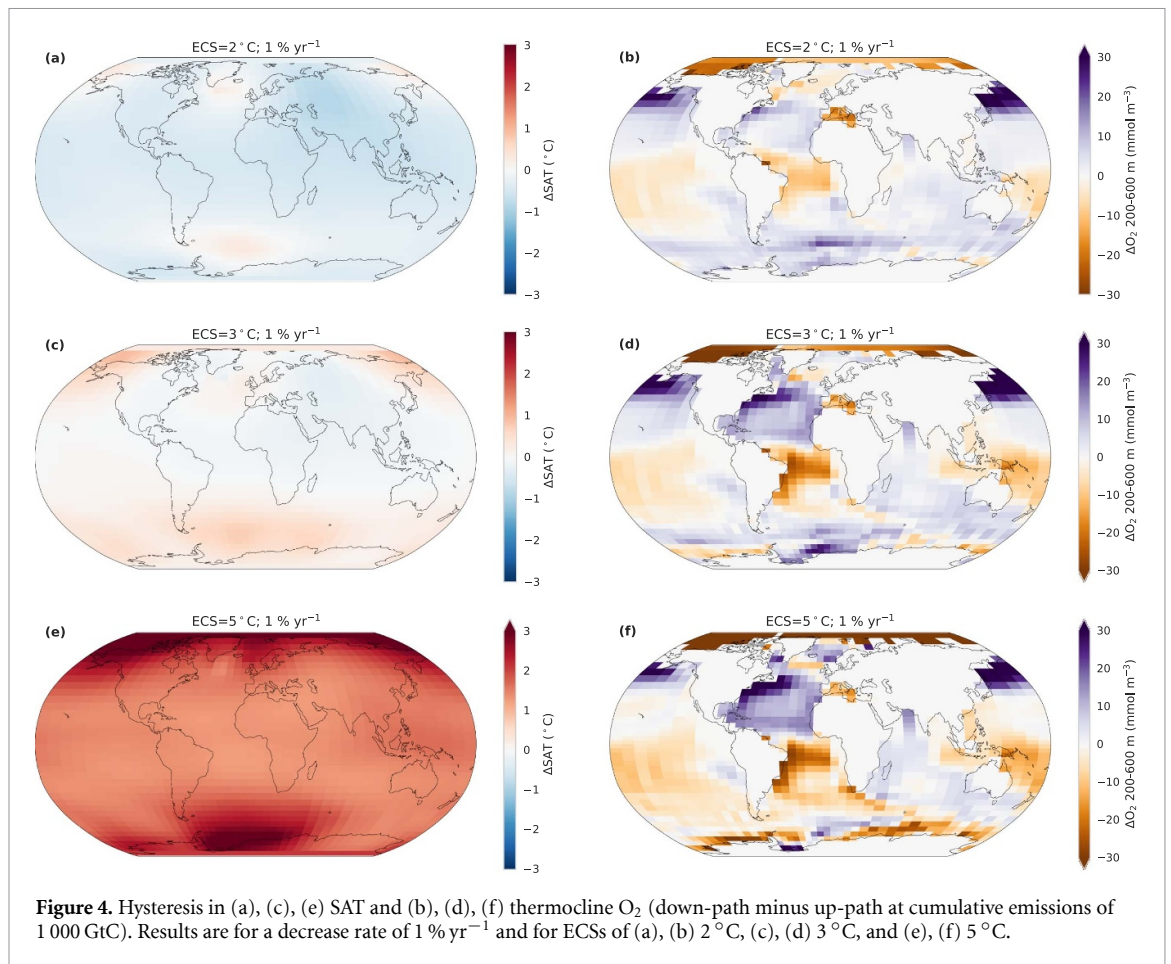 (a)
ECS=2°C; 1 % yr⁻¹
3
2
1
0
−1
−2
−3
ΔSAT (°C)
(b)
ECS=2°C; 1 % yr⁻¹
30
20
10
0
−10
−20
−30
ΔO₂ 200-600 m (mmol m⁻³)
(c)
ECS=3°C; 1 % yr⁻¹
3
2
1
0
−1
−2
−3
ΔSAT (°C)
(d)
ECS=3°C; 1 % yr⁻¹
30
20
10
0
−10
−20
−30
ΔO₂ 200-600 m (mmol m⁻³)
(e)
ECS=5°C; 1 % yr⁻¹
3
2
1
0
−1
−2
−3
ΔSAT (°C)
(f)
ECS=5°C; 1 % yr⁻¹
30
20
10
0
−10
−20
−30
ΔO₂ 200-600 m (mmol m⁻³)
Figure 4. Hysteresis in (a), (c), (e) SAT and (b), (d), (f) thermocline O₂ (down-path minus up-path at cumulative emissions of
1 000 GtC). Results are for a decrease rate of 1 % yr⁻¹ and for ECSs of (a), (b) 2 °C, (c), (d) 3 °C, and (e), (f) 5 °C.